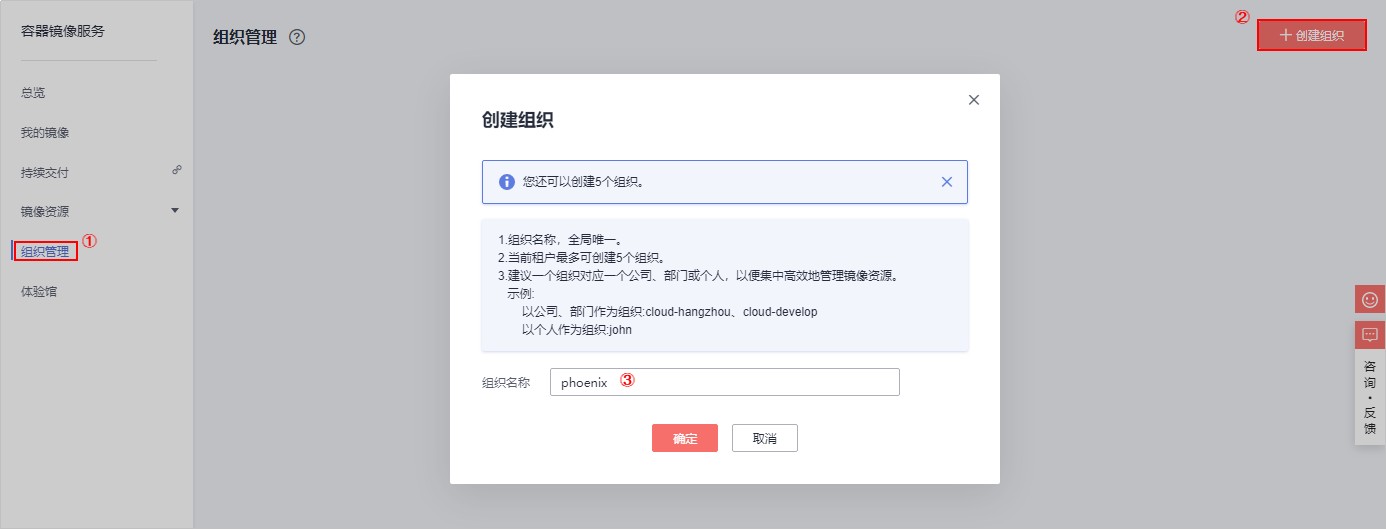 容器镜像服务
总览
我的镜像
持续交付
镜像资源
组织管理 ①
体验馆
组织管理 ?
②
创建组织
创建组织
您还可以创建5个组织。
1.组织名称，全局唯一。
2.当前租户最多可创建5个组织。
3.建议一个组织对应一个公司、部门或个人，以便集中高效地管理镜像资源。
示例:
以公司、部门作为组织:cloud-hangzhou、cloud-develop
以个人作为组织:john
组织名称 phoenix ③
确定 取消
咨询·反馈